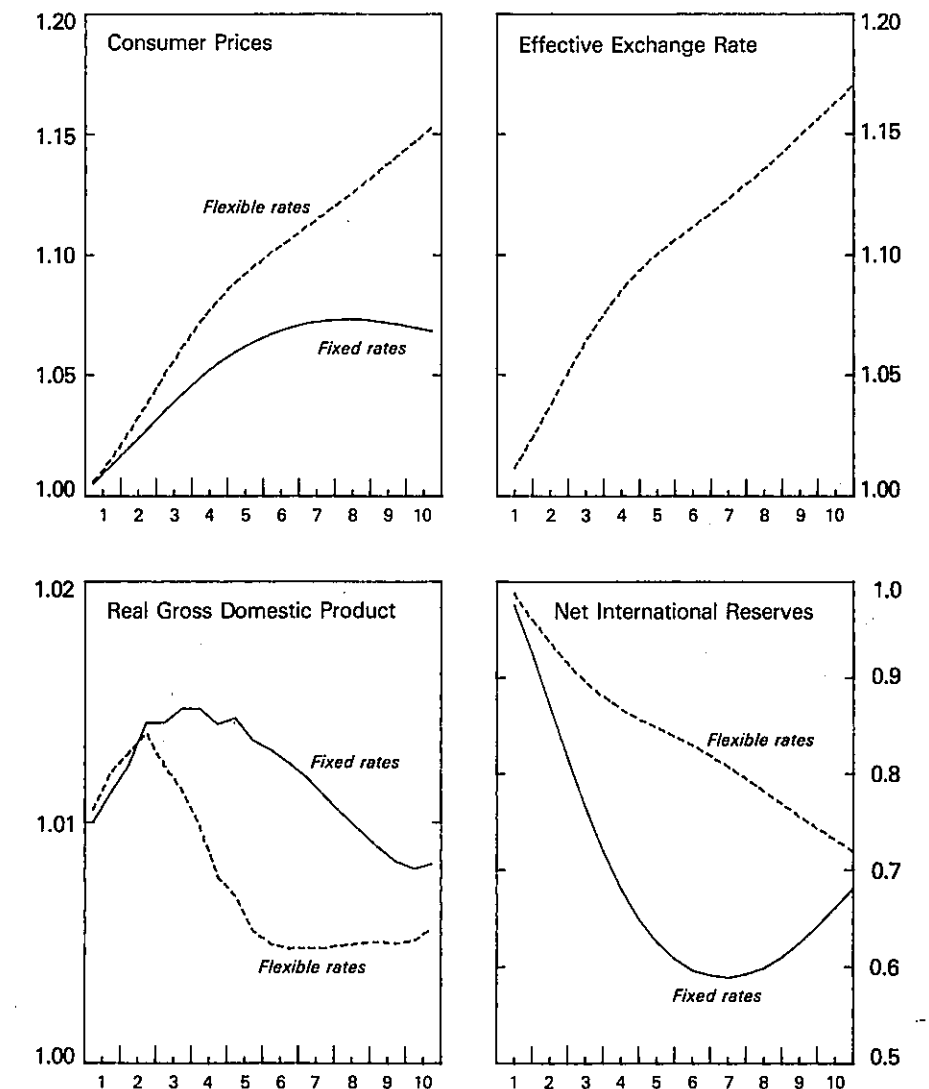 Consumer Prices
1.20
1.15
1.10
1.05
1.00
Flexible rates
Fixed rates
1 2 3 4 5 6 7 8 9 10
Effective Exchange Rate
1.20
1.15
1.10
1.05
1.00
1 2 3 4 5 6 7 8 9 10
Real Gross Domestic Product
1.02
1.01
1.00
Fixed rates
Flexible rates
1 2 3 4 5 6 7 8 9 10
Net International Reserves
1.0
0.9
0.8
0.7
0.6
0.5
Flexible rates
Fixed rates
1 2 3 4 5 6 7 8 9 10